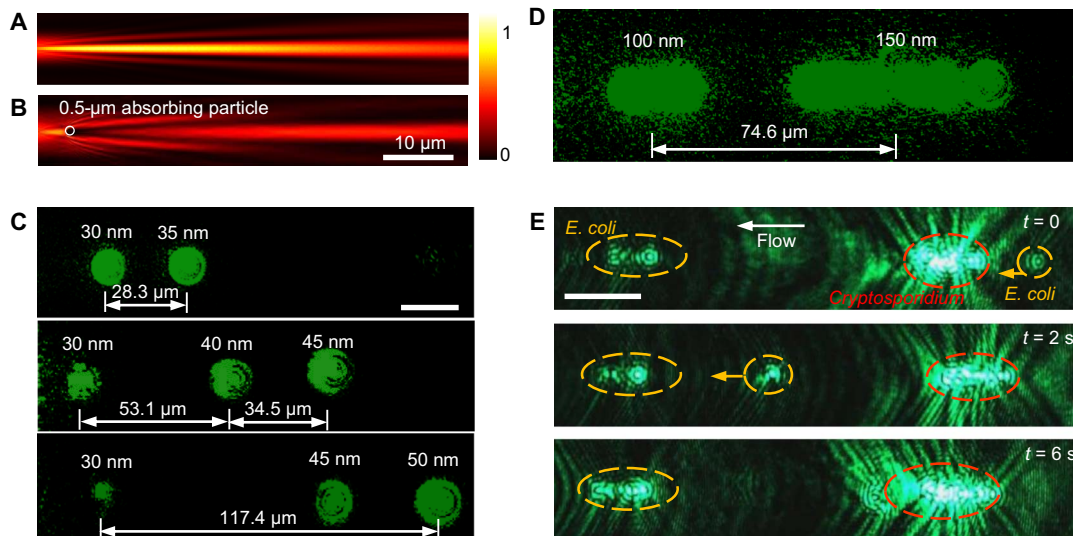 A
1
B
0.5-μm absorbing particle
10 μm
0
C
30 nm
35 nm
28.3 μm
30 nm
40 nm
45 nm
53.1 μm
34.5 μm
30 nm
45 nm
50 nm
117.4 μm
D
100 nm
150 nm
74.6 μm
E
E. coli
Flow
t = 0
Cryptospondium
E. coli
t = 2 s
t = 6 s